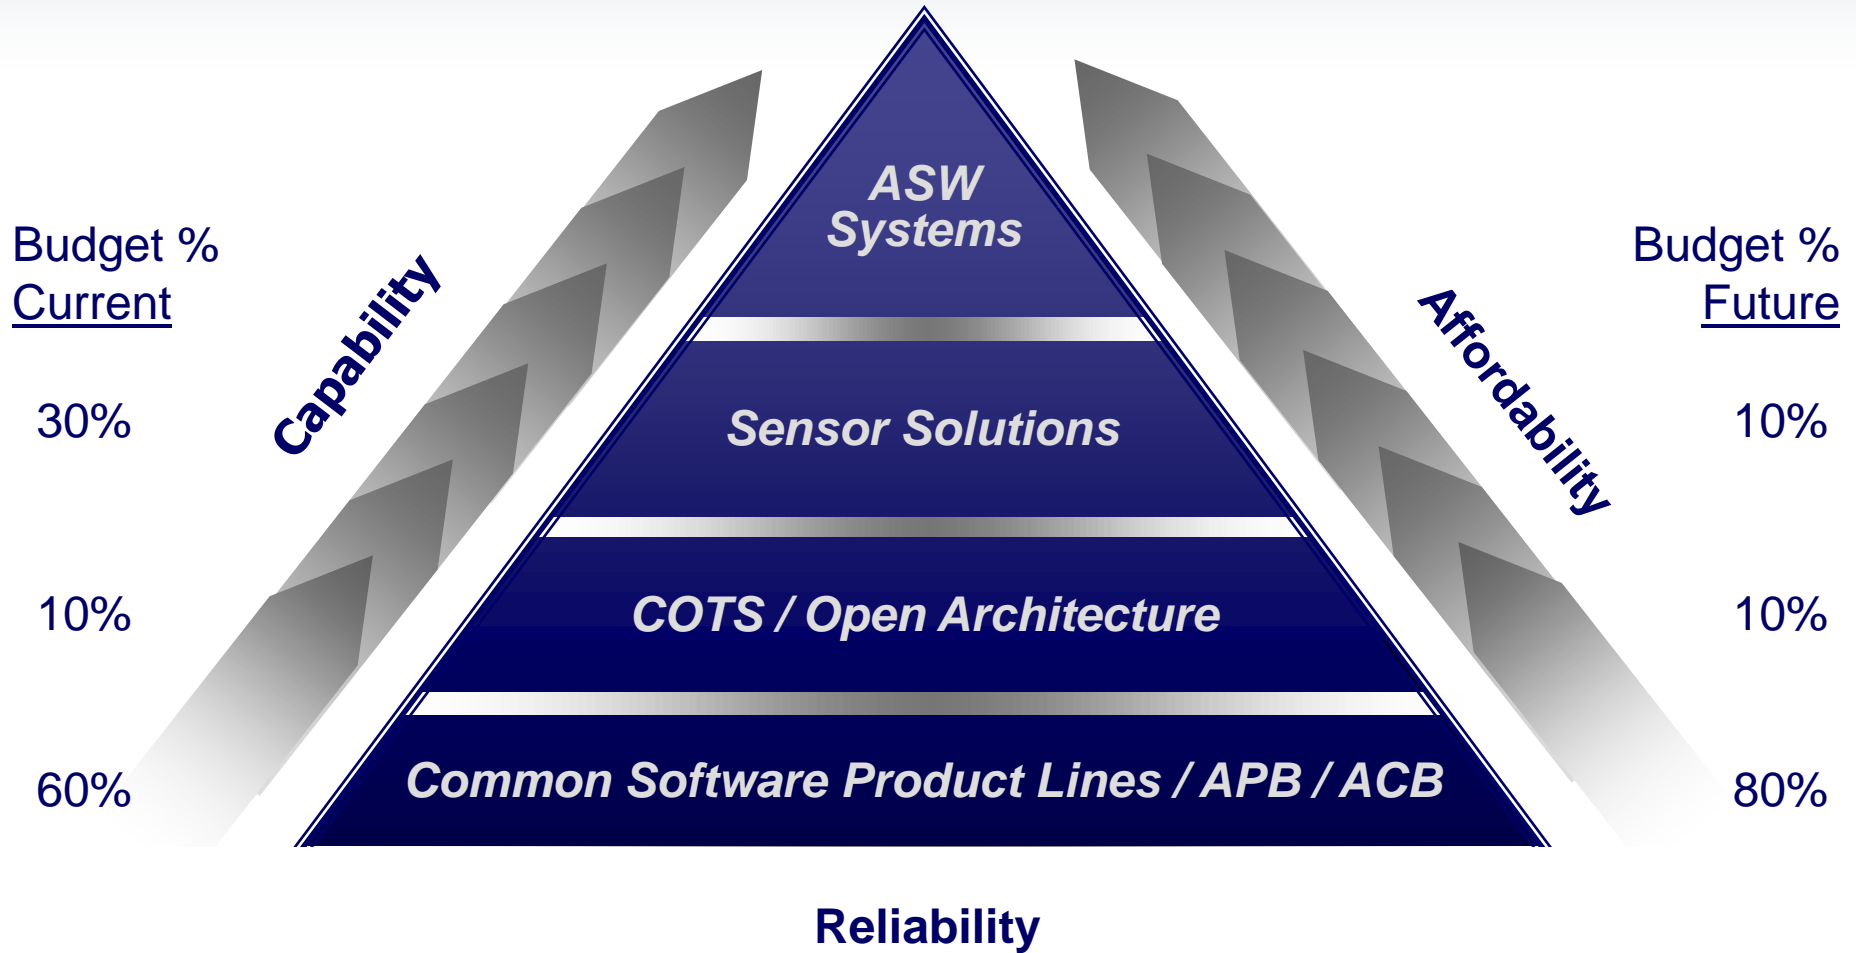 ASW
Systems
Budget %
Current
Capability
Budget %
Future
Affordability
30%
Sensor Solutions
10%
10%
COTS / Open Architecture
10%
60%
Common Software Product Lines / APB / ACB
80%
Reliability